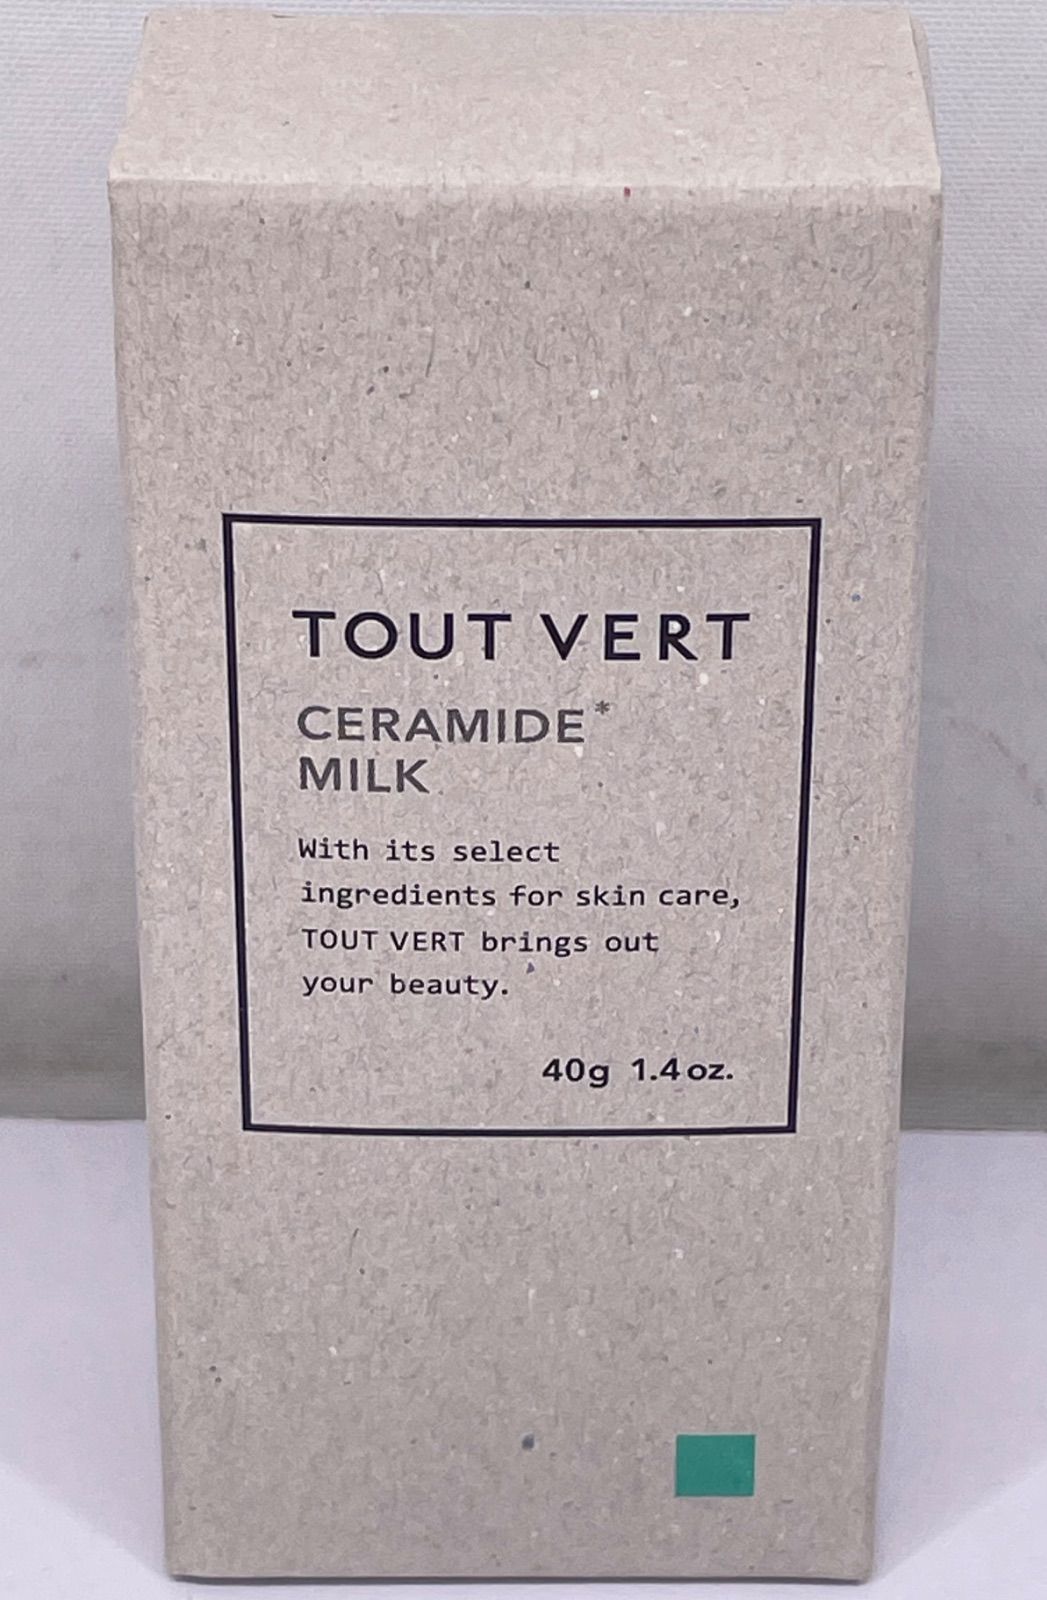 TOUT VERT
CERAMIDE*
MILK
With its select
ingredients for skin care,
TOUT VERT brings out
your beauty.
40g 1.4 oz.